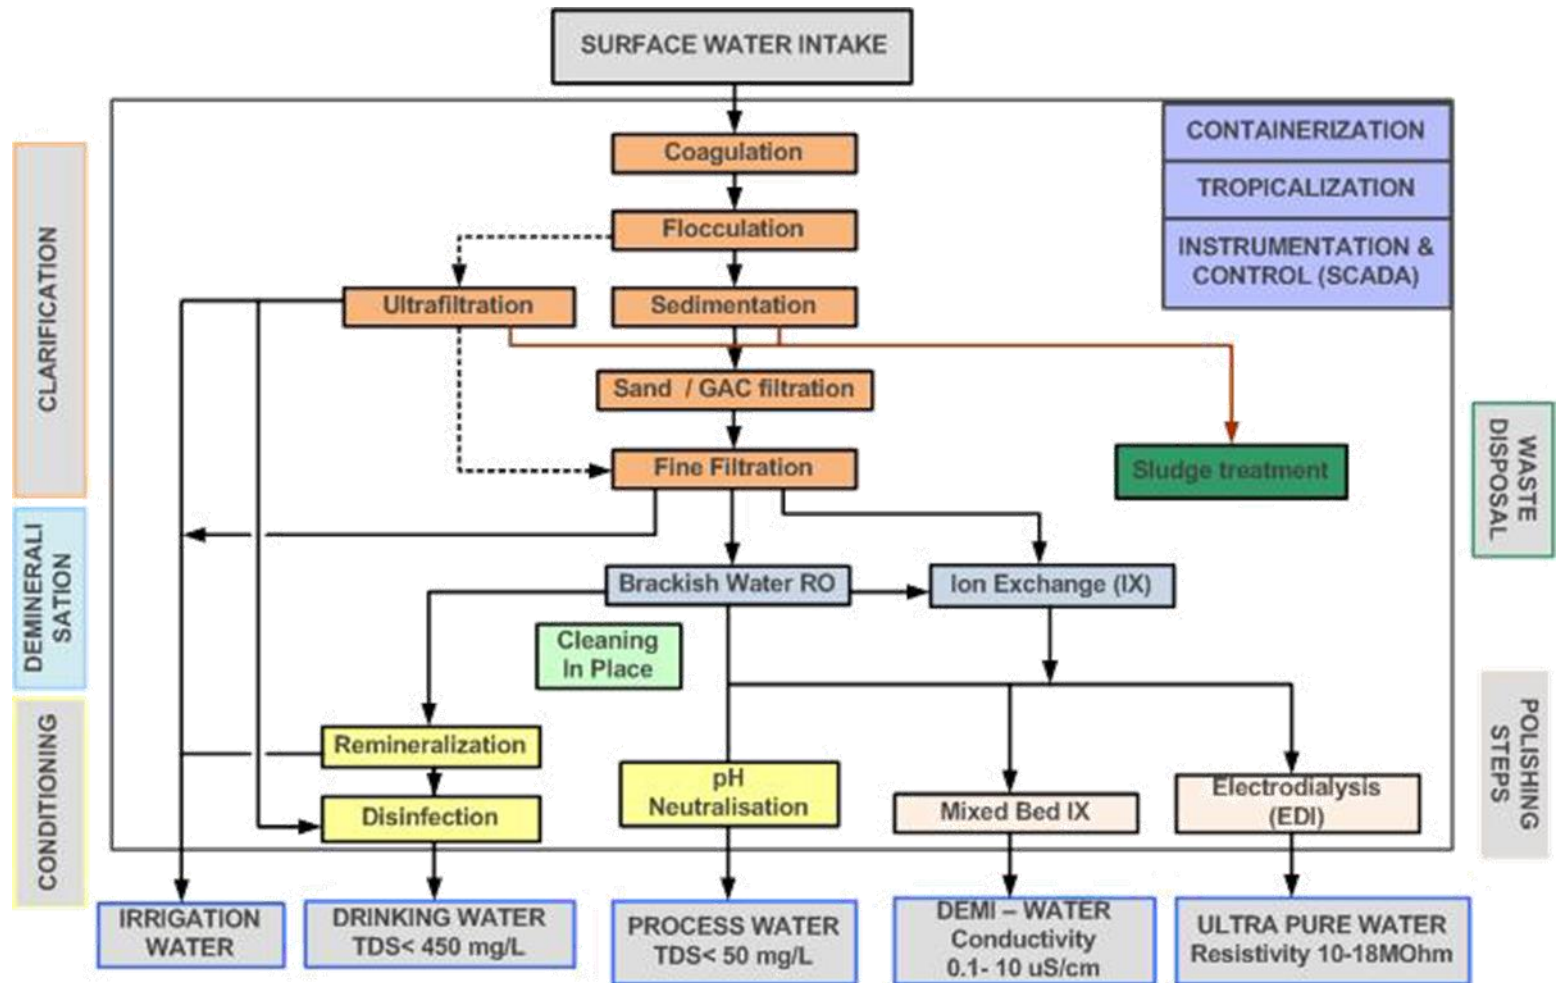 SURFACE WATER INTAKE
CONTAINERIZATION
TROPICALIZATION
INSTRUMENTATION &
CONTROL (SCADA)
CLARIFICATION
Coagulation
Flocculation
Ultrafiltration
Sedimentation
Sand / GAC filtration
Fine Filtration
Sludge treatment
WASTE
DISPOSAL
DEMINERALI
SATION
Brackish Water RO
Ion Exchange (IX)
Cleaning
In Place
CONDITIONING
Remineralization
Disinfection
pH
Neutralisation
Mixed Bed IX
Electrodialysis
(EDI)
POLISHING
STEPS
IRRIGATION
WATER
DRINKING WATER
TDS< 450 mg/L
PROCESS WATER
TDS< 50 mg/L
DEMI – WATER
Conductivity
0.1- 10 uS/cm
ULTRA PURE WATER
Resistivity 10-18MOhm